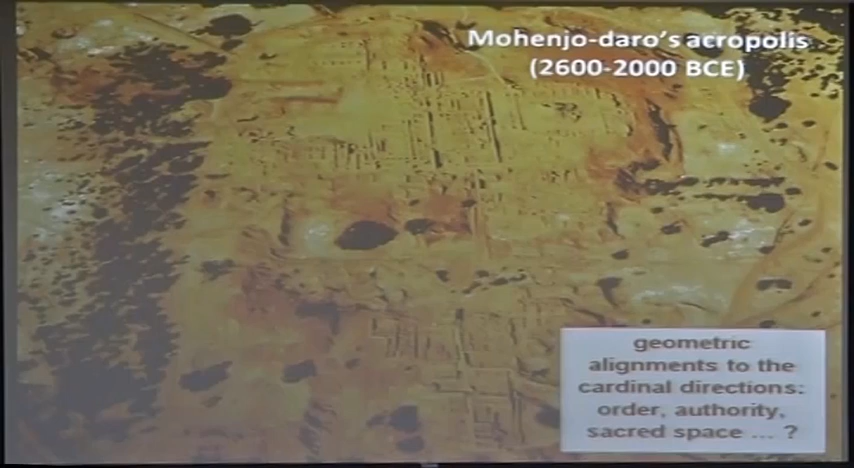 Mohenjo-daro's acropolis
(2600-2000 BCE)
geometric
alignments to the
cardinal directions:
order, authority,
sacred space ... ?